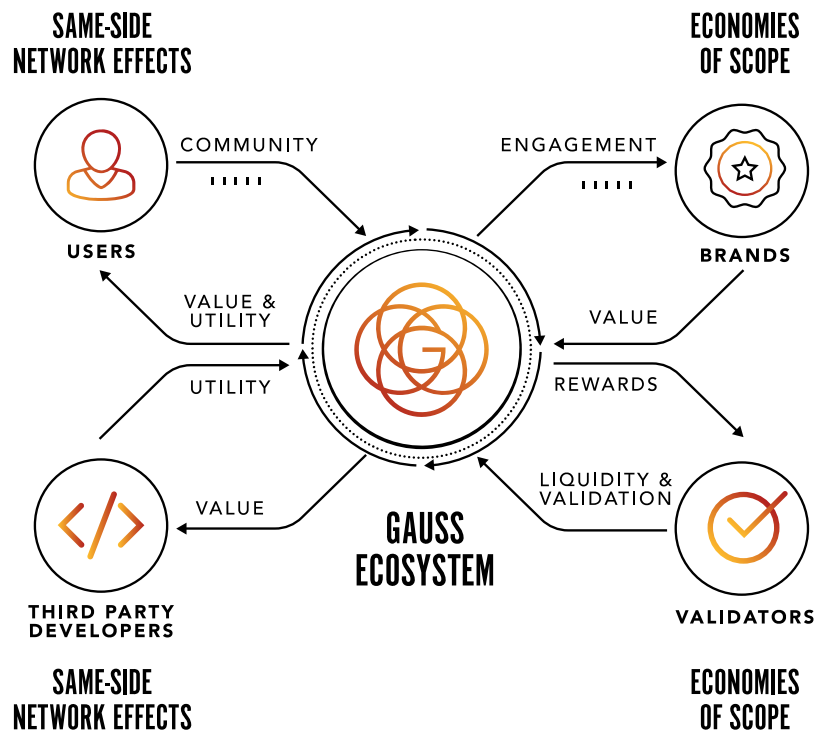 SAME-SIDE
NETWORK EFFECTS
ECONOMIES
OF SCOPE
COMMUNITY
ENGAGEMENT
USERS
BRANDS
VALUE &
UTILITY
VALUE
G
UTILITY
REWARDS
VALUE
LIQUIDITY &
VALIDATION
GAUSS
ECOSYSTEM
THIRD PARTY
DEVELOPERS
VALIDATORS
SAME-SIDE
NETWORK EFFECTS
ECONOMIES
OF SCOPE